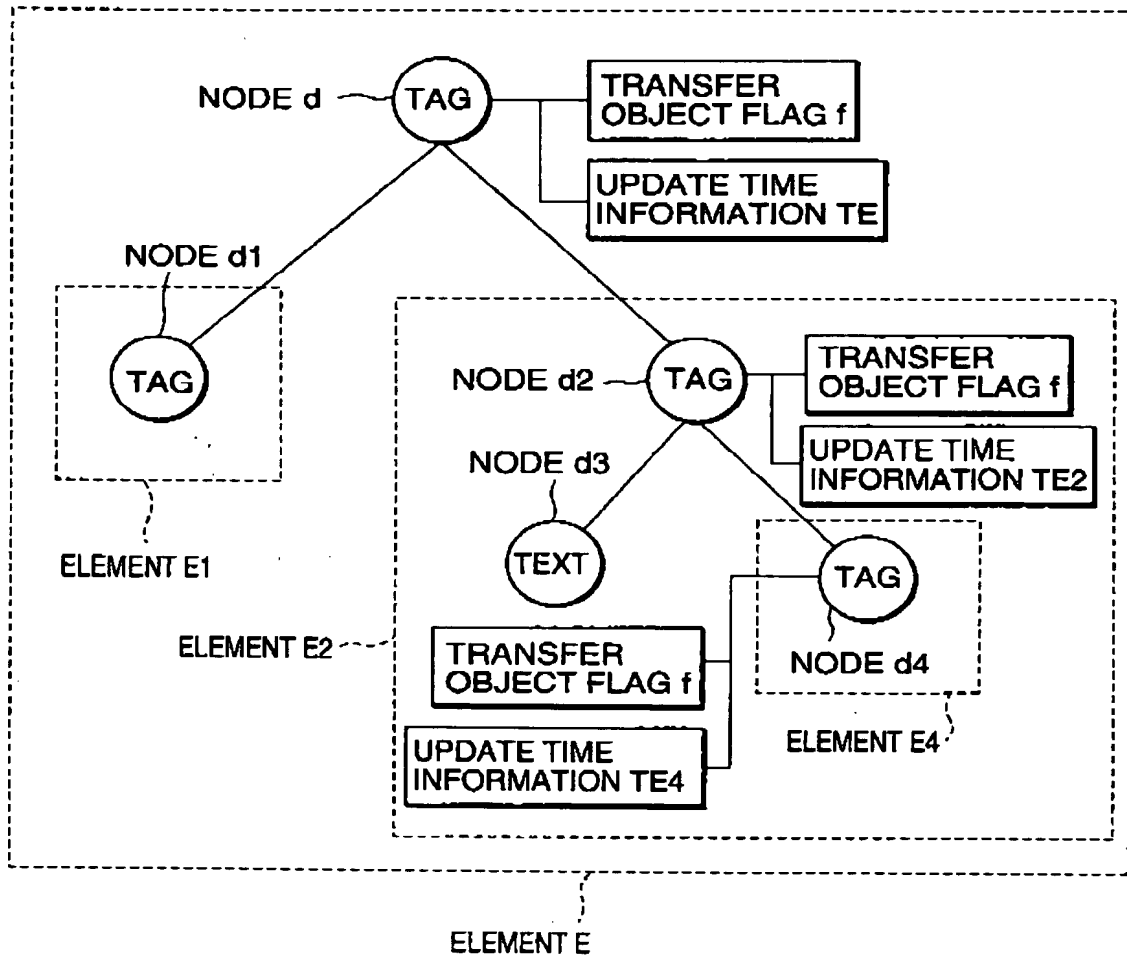 NODE d
TAG
TRANSFER
OBJECT FLAG f
UPDATE TIME
INFORMATION TE
NODE d1
TAG
NODE d2
TAG
TRANSFER
OBJECT FLAG f
UPDATE TIME
INFORMATION TE2
NODE d3
TEXT
TAG
NODE d4
ELEMENT E1
ELEMENT E2
TRANSFER
OBJECT FLAG f
UPDATE TIME
INFORMATION TE4
ELEMENT E4
ELEMENT E